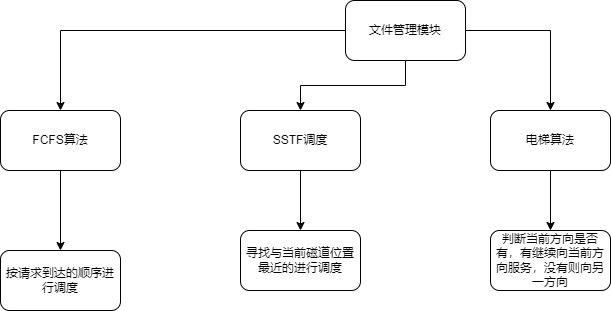 文件管理模块
FCFS算法
SSTF调度
电梯算法
按请求到达的顺序进
行调度
寻找与当前磁道位置
最近的进行调度
判断当前方向是否
有，有继续向当前方
向服务，没有则向另
一方向